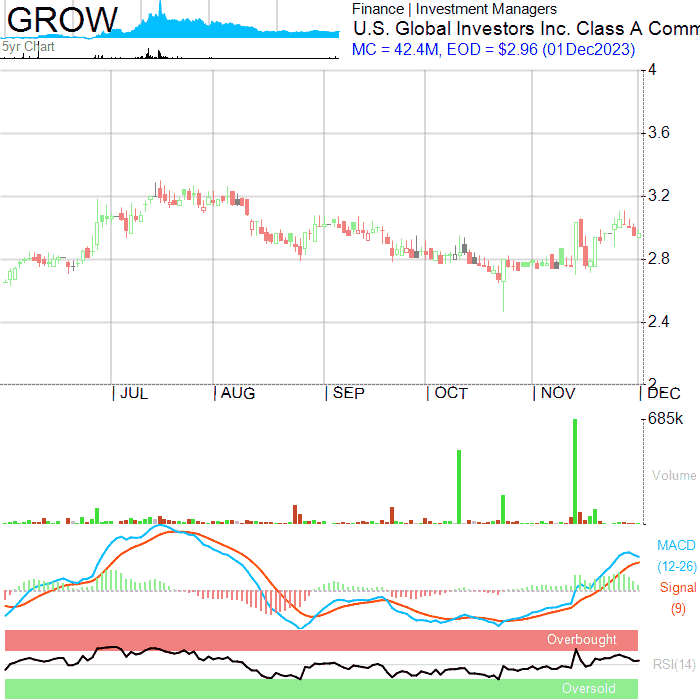 GROW
5yr Chart
Finance | Investment Managers
U.S. Global Investors Inc. Class A Comm
MC = 42.4M, EOD = $2.96 (01Dec2023)
4
3.6
3.2
2.8
2.4
2
| JUL | AUG | SEP | OCT | NOV | DEC
685k
Volume
MACD
(12-26)
Signal
(9)
Overbought
RSI(14)
Oversold